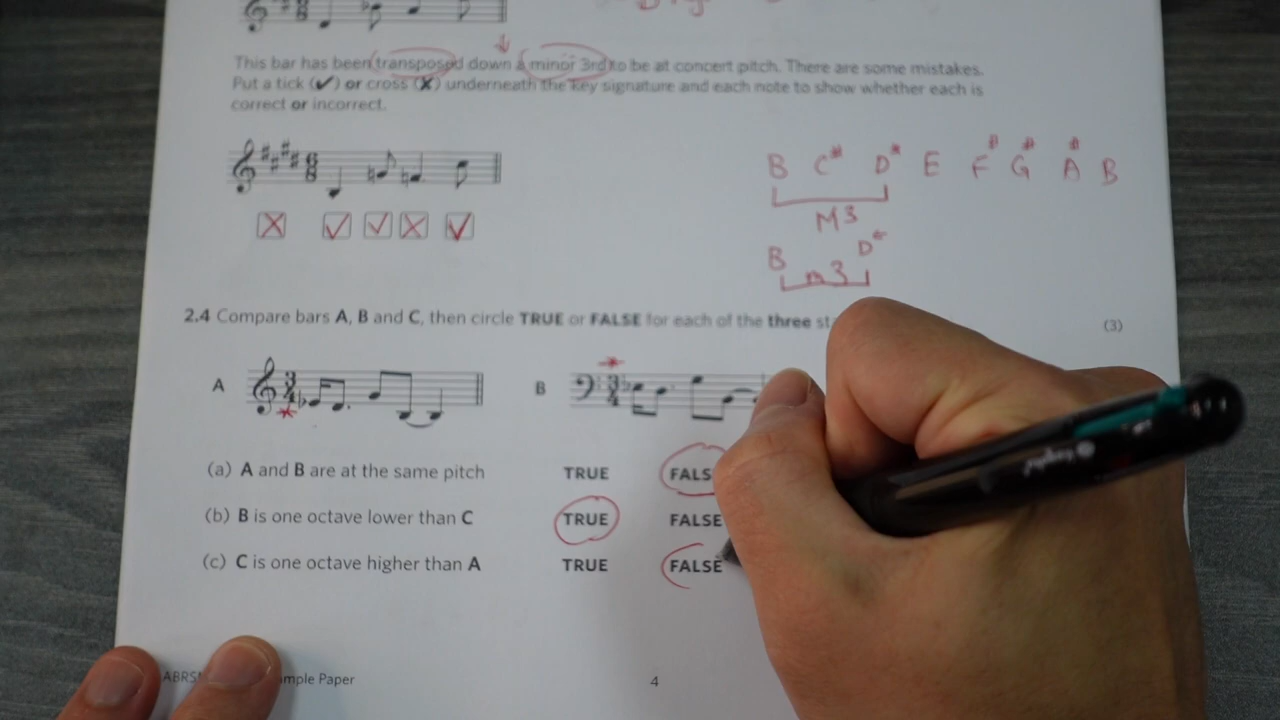 This bar has been transposed down a minor 3rd to be at concert pitch. There are some mistakes.
Put a tick (✔) or cross (✘) underneath the key signature and each note to show whether each is
correct or incorrect.
B C# D# E F# G# A# B
M3
B D#
m3
2.4 Compare bars A, B and C, then circle TRUE or FALSE for each of the three
(3)
A
B
(a) A and B are at the same pitch TRUE FALS
(b) B is one octave lower than C TRUE FALSE
(c) C is one octave higher than A TRUE FALSE
ABRS mple Paper
4